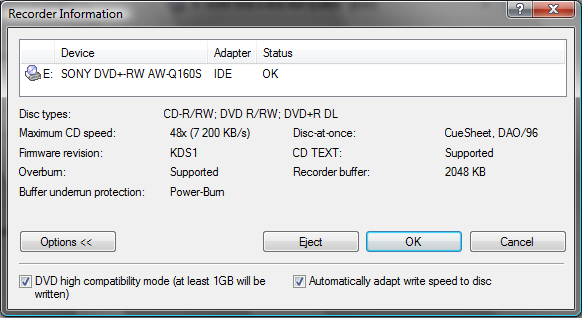 Recorder Information
Device Adapter Status
E: SONY DVD+-RW AW-Q160S IDE OK
Disc types: CD-R/RW; DVD R/RW; DVD+R DL
Maximum CD speed: 48x (7 200 KB/s) Disc-at-once: CueSheet, DAO/96
Firmware revision: KDS1 CD TEXT: Supported
Overburn: Supported Recorder buffer: 2048 KB
Buffer underrun protection: Power-Burn
Options << Eject OK Cancel
DVD high compatibility mode (at least 1GB will be Automatically adapt write speed to disc
written)